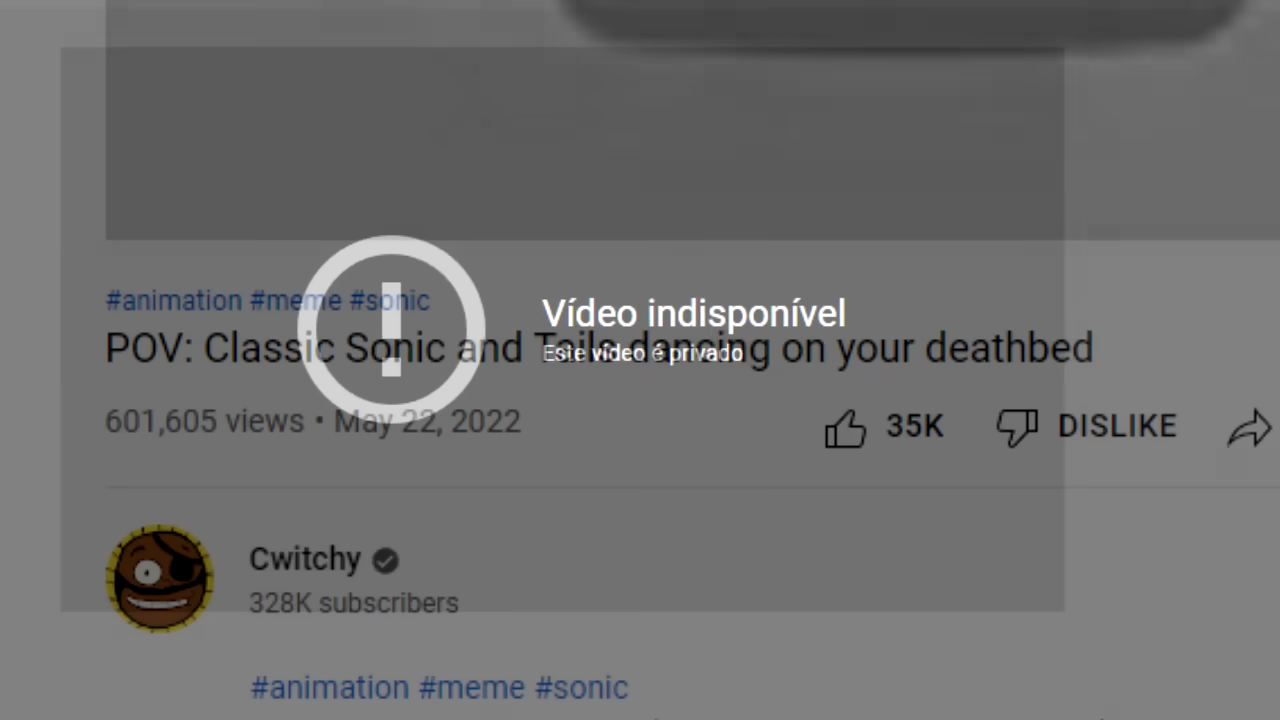 #animation #meme #sonic
Vídeo indisponível
POV: Classic Sonic and Tails dancing on your deathbed
Este vídeo é privado
601,605 views • May 22, 2022
35K DISLIKE
Cwitchy
328K subscribers
#animation #meme #sonic